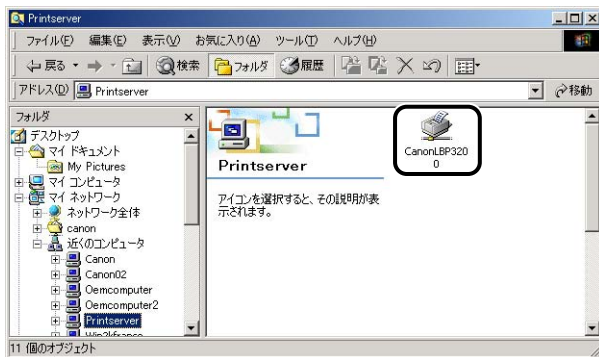 Printserver
ファイル(F) 編集(E) 表示(V) お気に入り(A) ツール(T) ヘルプ(H)
戻る 検索 フォルダ 履歴
アドレス(D) Printserver 移動
フォルダ
デスクトップ
マイ ドキュメント
My Pictures
マイ コンピュータ
マイ ネットワーク
ネットワーク全体
canon
近くのコンピュータ
Canon
Canon02
Oemcomputer
Oemcomputer2
Printserver
Printserver
アイコンを選択すると、その説明が表
示されます。
CanonLBP320
0
11 個のオブジェクト